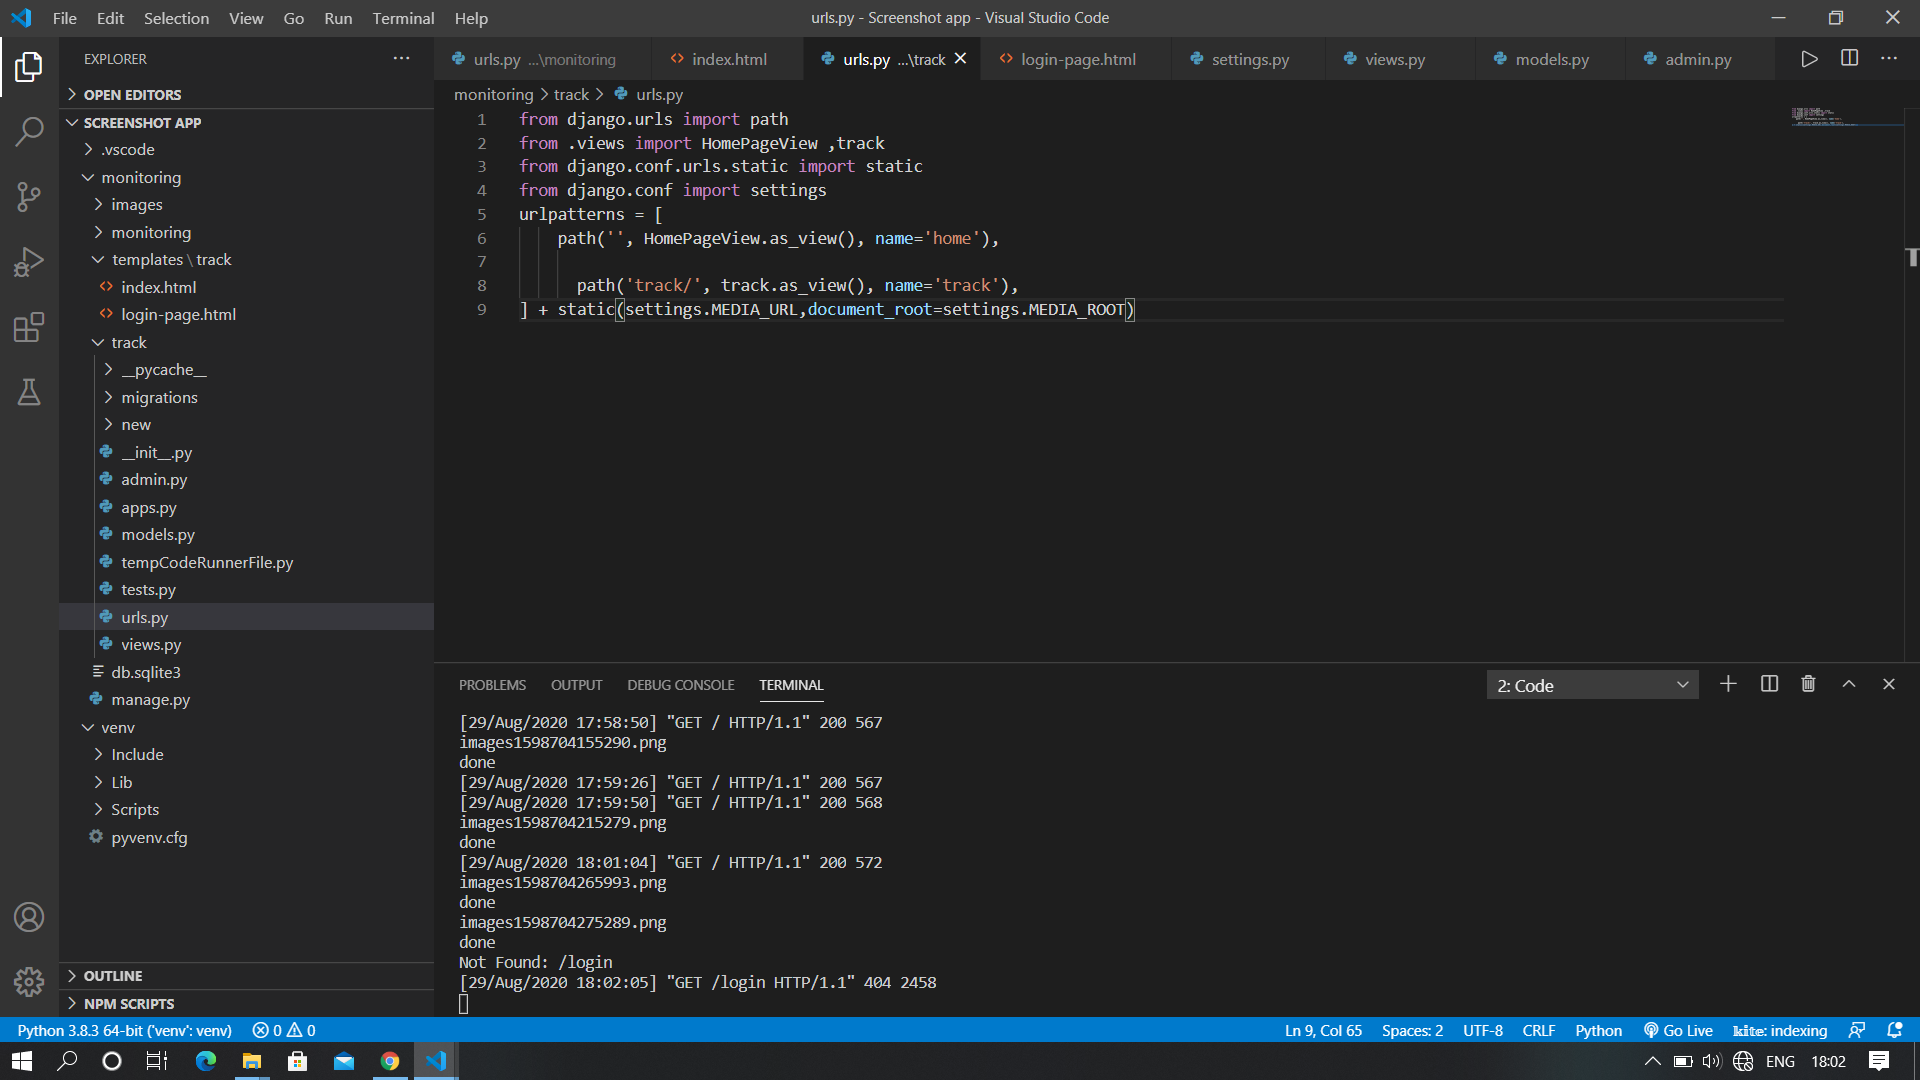 File Edit Selection View Go Run Terminal Help
urls.py - Screenshot app - Visual Studio Code
EXPLORER
OPEN EDITORS
SCREENSHOT APP
.vscode
monitoring
images
monitoring
templates \ track
index.html
login-page.html
track
__pycache__
migrations
new
__init__.py
admin.py
apps.py
models.py
tempCodeRunnerFile.py
tests.py
urls.py
views.py
db.sqlite3
manage.py
venv
Include
Lib
Scripts
pyvenv.cfg
OUTLINE
NPM SCRIPTS
urls.py ...\monitoring index.html urls.py ...\track login-page.html settings.py views.py models.py admin.py
monitoring > track > urls.py
1 from django.urls import path
2 from .views import HomePageView ,track
3 from django.conf.urls.static import static
4 from django.conf import settings
5 urlpatterns = [
6 path('', HomePageView.as_view(), name='home'),
7
8 path('track/', track.as_view(), name='track'),
9 ] + static(settings.MEDIA_URL,document_root=settings.MEDIA_ROOT)
PROBLEMS OUTPUT DEBUG CONSOLE TERMINAL 2: Code
[29/Aug/2020 17:58:50] "GET / HTTP/1.1" 200 567
images1598704155290.png
done
[29/Aug/2020 17:59:26] "GET / HTTP/1.1" 200 567
[29/Aug/2020 17:59:50] "GET / HTTP/1.1" 200 568
images1598704215279.png
done
[29/Aug/2020 18:01:04] "GET / HTTP/1.1" 200 572
images1598704265993.png
done
images1598704275289.png
done
Not Found: /login
[29/Aug/2020 18:02:05] "GET /login HTTP/1.1" 404 2458
Python 3.8.3 64-bit ('venv': venv) 0 0 Ln 9, Col 65 Spaces: 2 UTF-8 CRLF Python Go Live kite: indexing
ENG 18:02